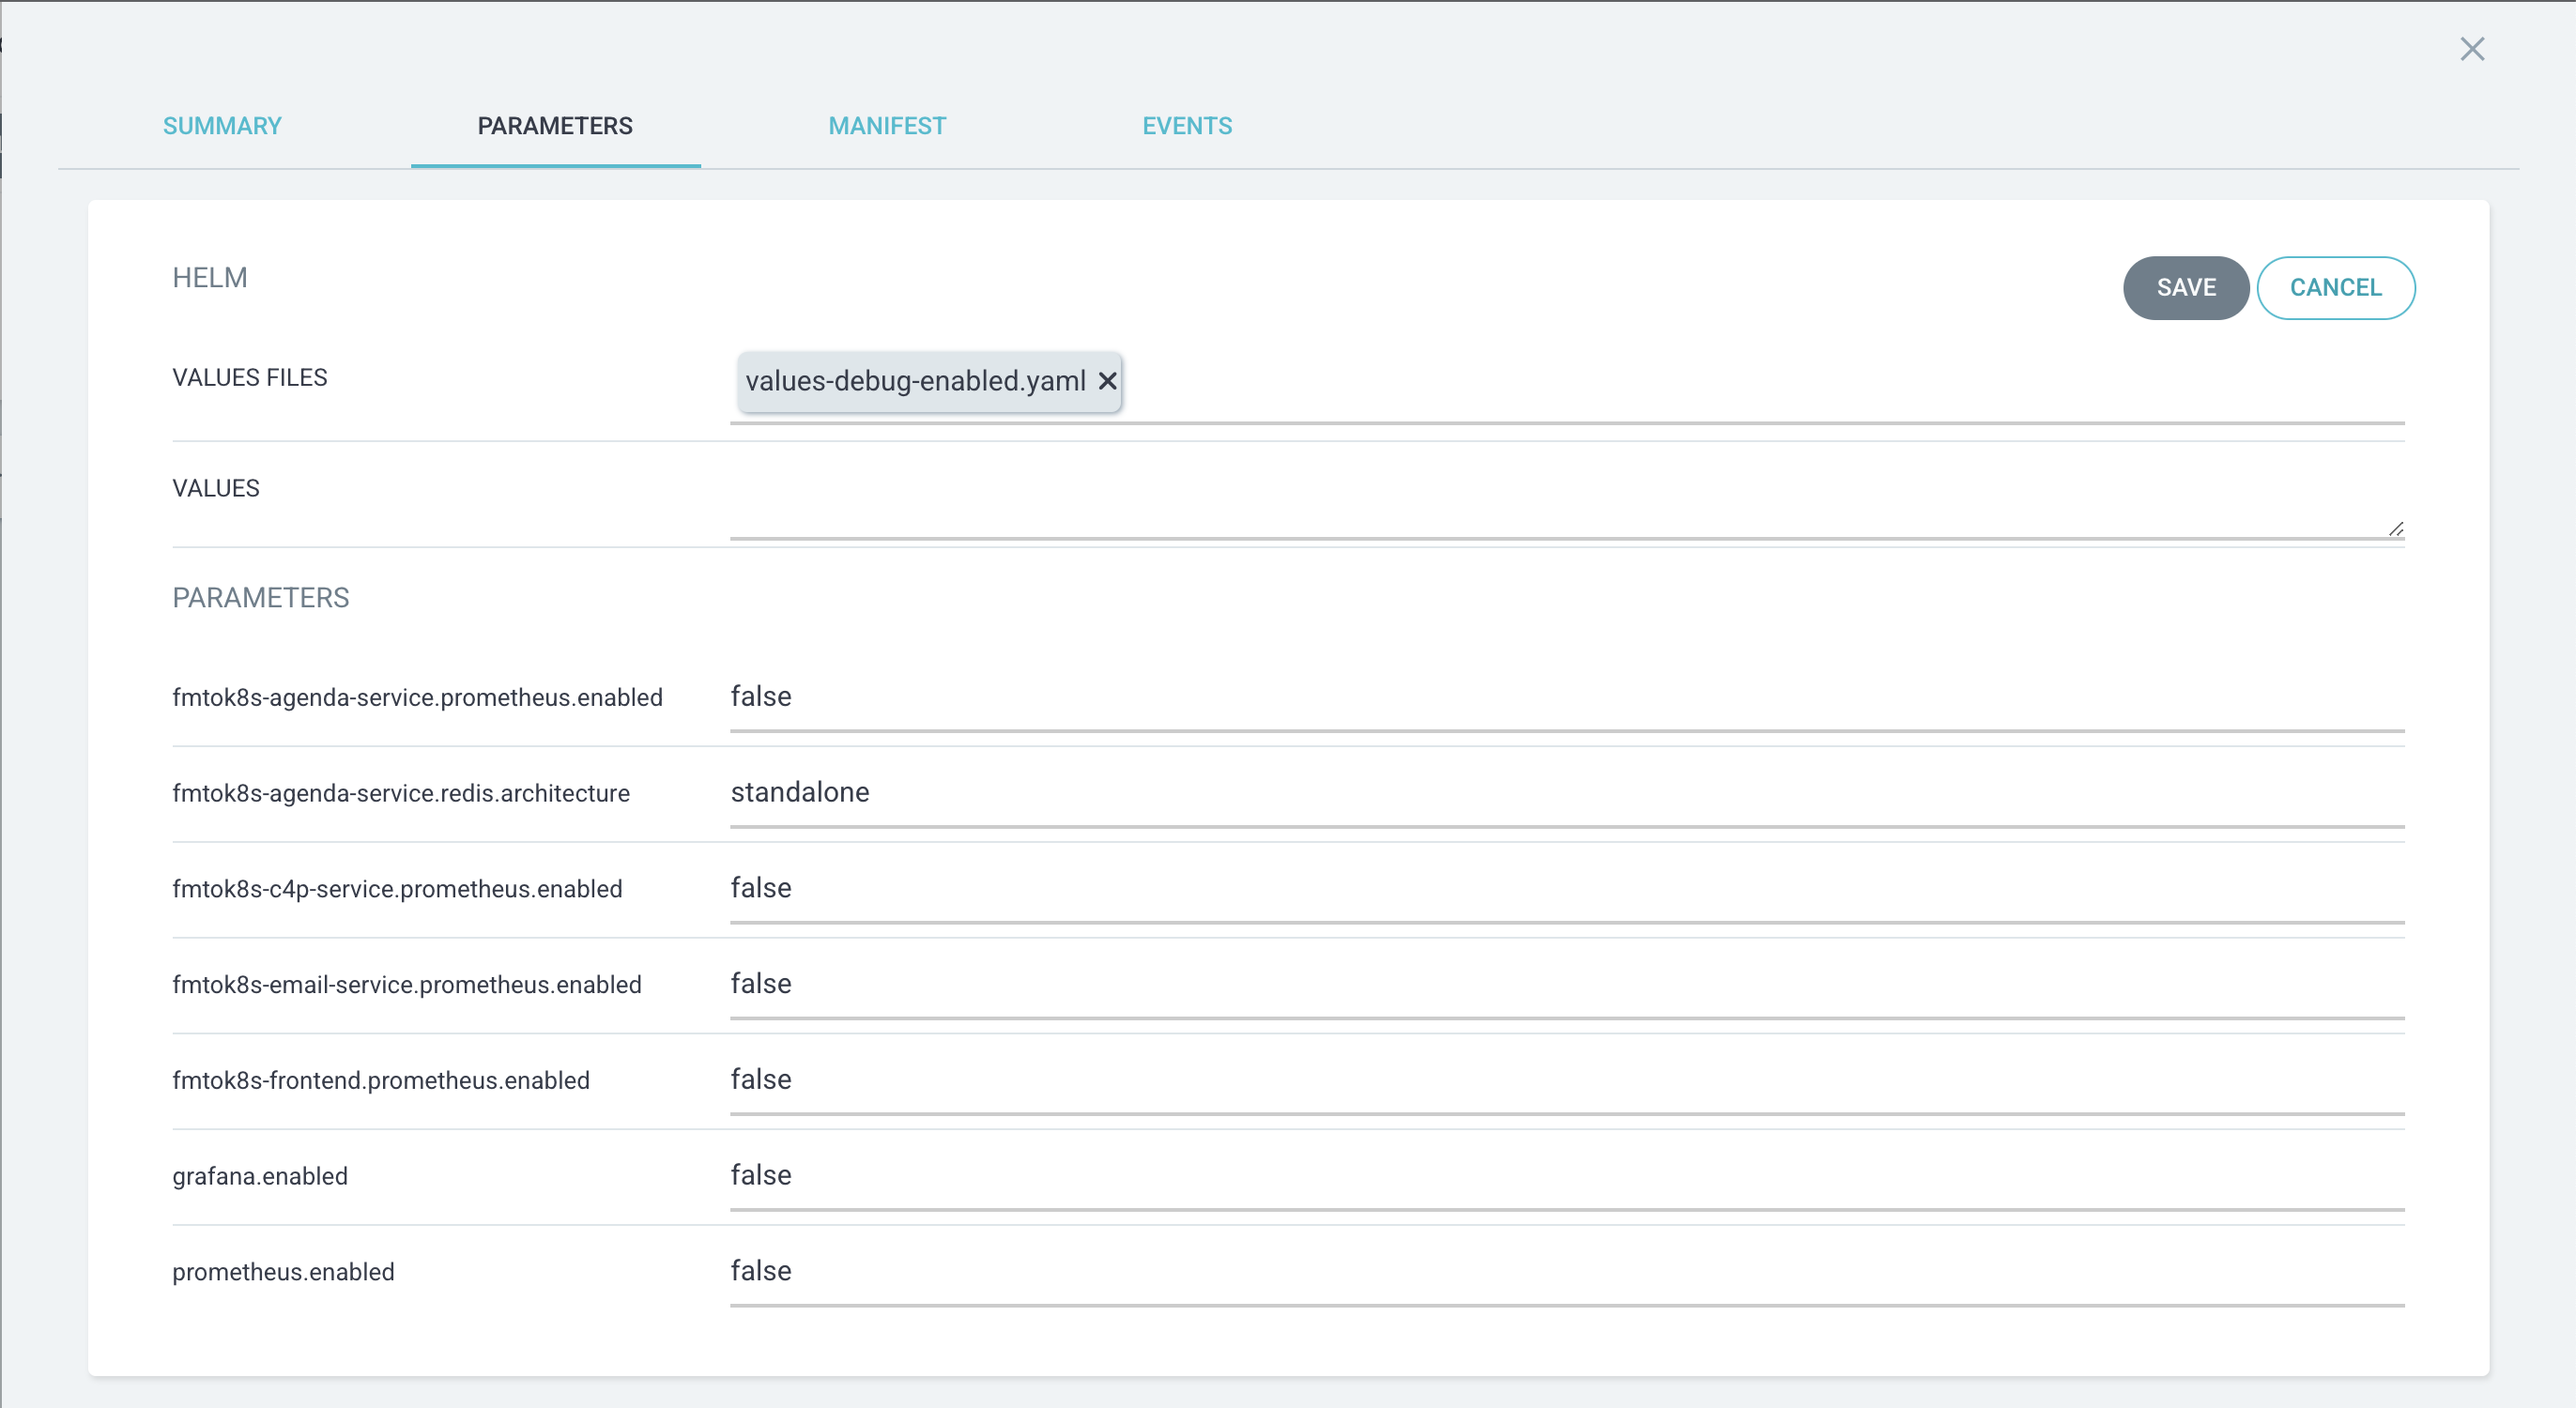 SUMMARY PARAMETERS MANIFEST EVENTS
HELM SAVE CANCEL
VALUES FILES values-debug-enabled.yaml
VALUES
PARAMETERS
fmtok8s-agenda-service.prometheus.enabled false
fmtok8s-agenda-service.redis.architecture standalone
fmtok8s-c4p-service.prometheus.enabled false
fmtok8s-email-service.prometheus.enabled false
fmtok8s-frontend.prometheus.enabled false
grafana.enabled false
prometheus.enabled false